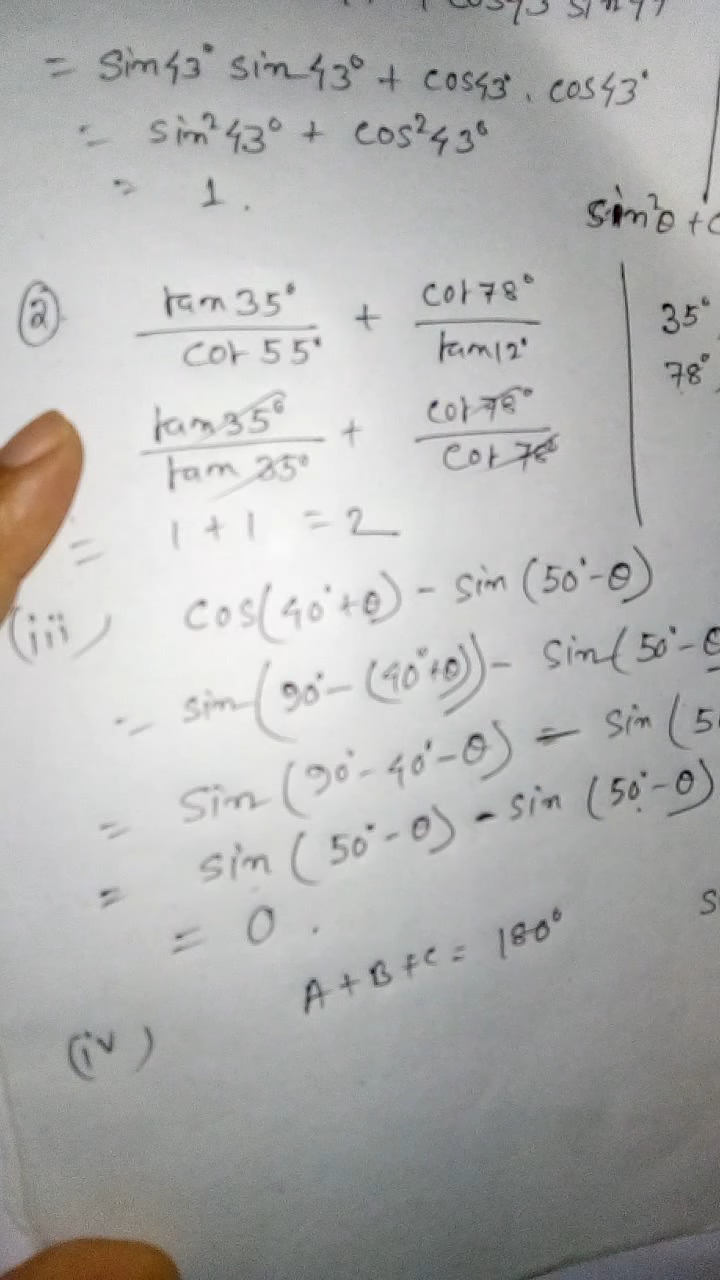 cos43 sin47
= Sin43° sin43° + cos43°. cos43°
= sin²43° + cos²43°
= 1.
sin²θ +
② tan35°/cot55° + cot78°/tan12°
35°
78°
tan35°/tan35° + cot78°/cot78°
= 1 + 1 = 2
(iii) cos(40°+θ) - sin(50°-θ)
= sin(90°-(40°+θ)) - sin(50°-θ
= Sin(90°-40°-θ) - sin(5
= sin(50°-θ) - sin(50°-θ)
= 0.
A+B+C = 180°
(iv)